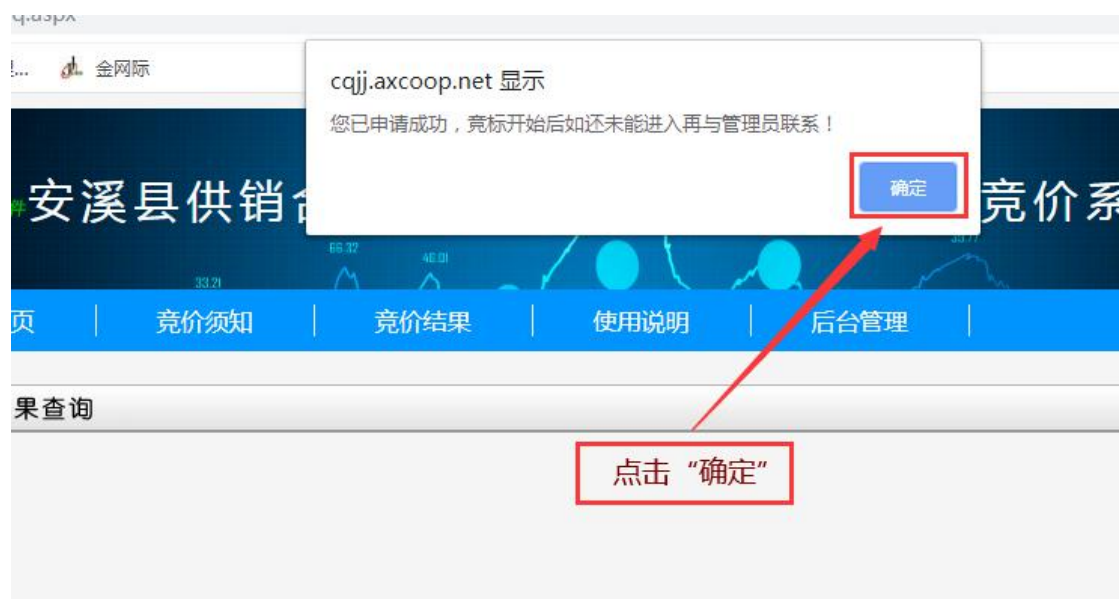 q.aspx
... 金网际
cqjj.axcoop.net 显示
您已申请成功，竞标开始后如还未能进入再与管理员联系！
确定
件
安溪县供销
竞价系
66.32
46.01
33.21
33.77
页 竞价须知 竞价结果 使用说明 后台管理
果查询
点击“确定”